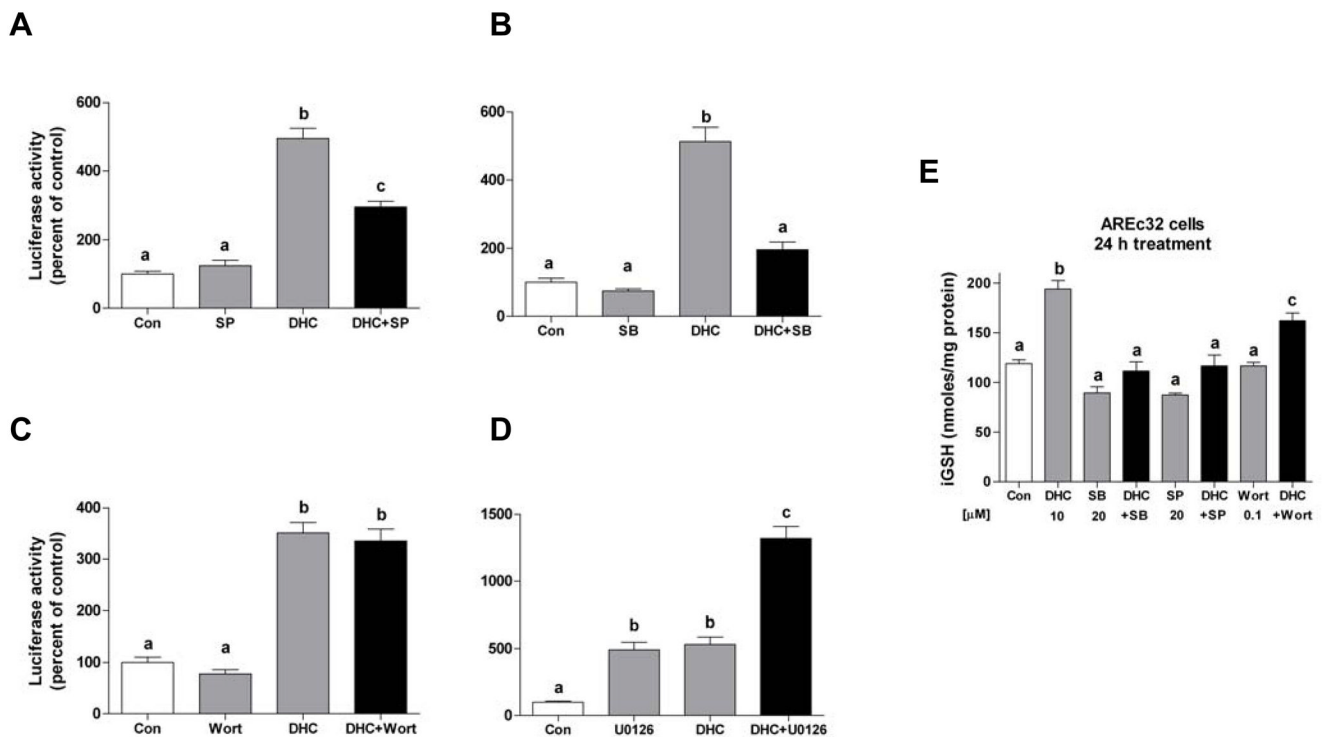 A
Luciferase activity
(percent of control)
600
400
200
0
a
a
b
c
Con SP DHC DHC+SP
B
600
400
200
0
a
a
b
a
Con SB DHC DHC+SB
C
Luciferase activity
(percent of control)
400
300
200
100
0
a
a
b
b
Con Wort DHC DHC+Wort
D
1500
1000
500
0
a
b
b
c
Con U0126 DHC DHC+U0126
E
AREc32 cells
24 h treatment
iGSH (nmoles/mg protein)
200
150
100
50
0
a
b
a
a
a
a
a
c
Con DHC SB DHC SP DHC Wort DHC
[µM] 10 20 +SB 20 +SP 0.1 +Wort